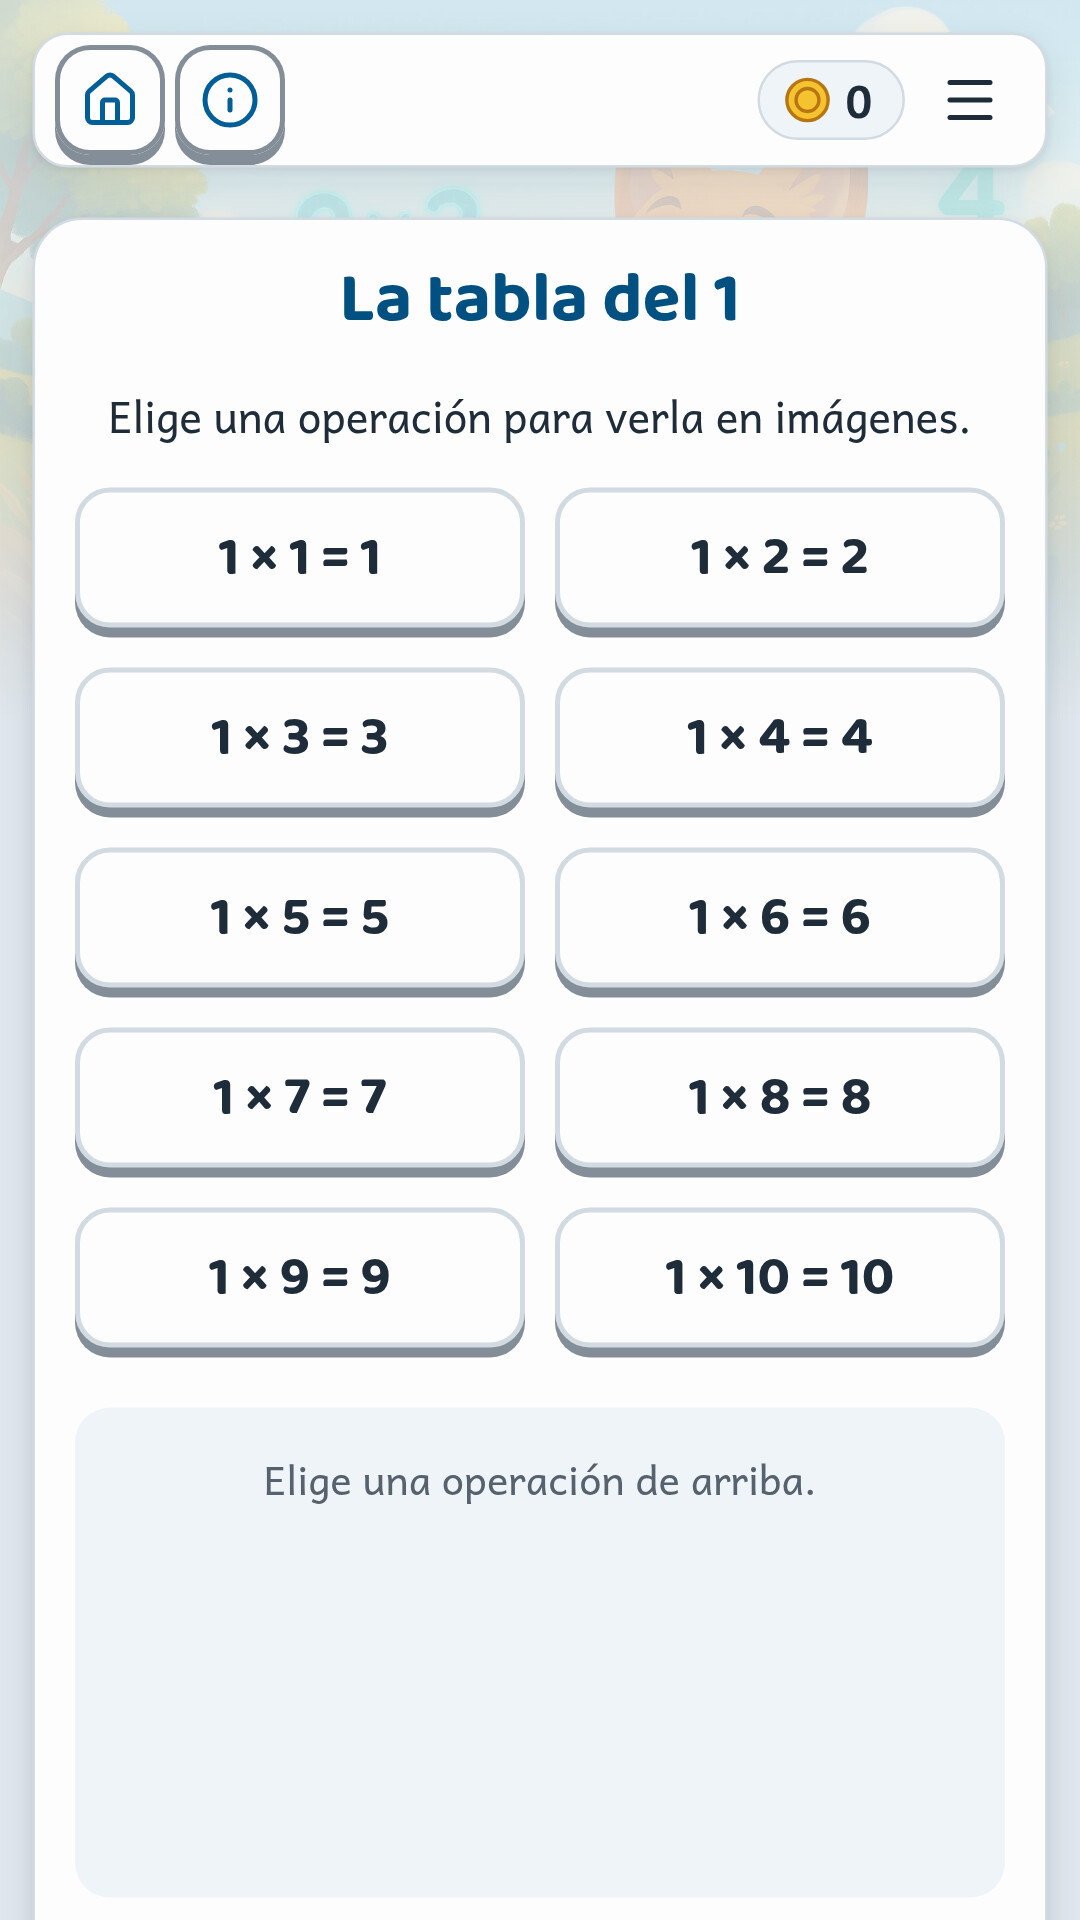 0
4
La tabla del 1
Elige una operación para verla en imágenes.
1 × 1 = 1
1 × 2 = 2
1 × 3 = 3
1 × 4 = 4
1 × 5 = 5
1 × 6 = 6
1 × 7 = 7
1 × 8 = 8
1 × 9 = 9
1 × 10 = 10
Elige una operación de arriba.